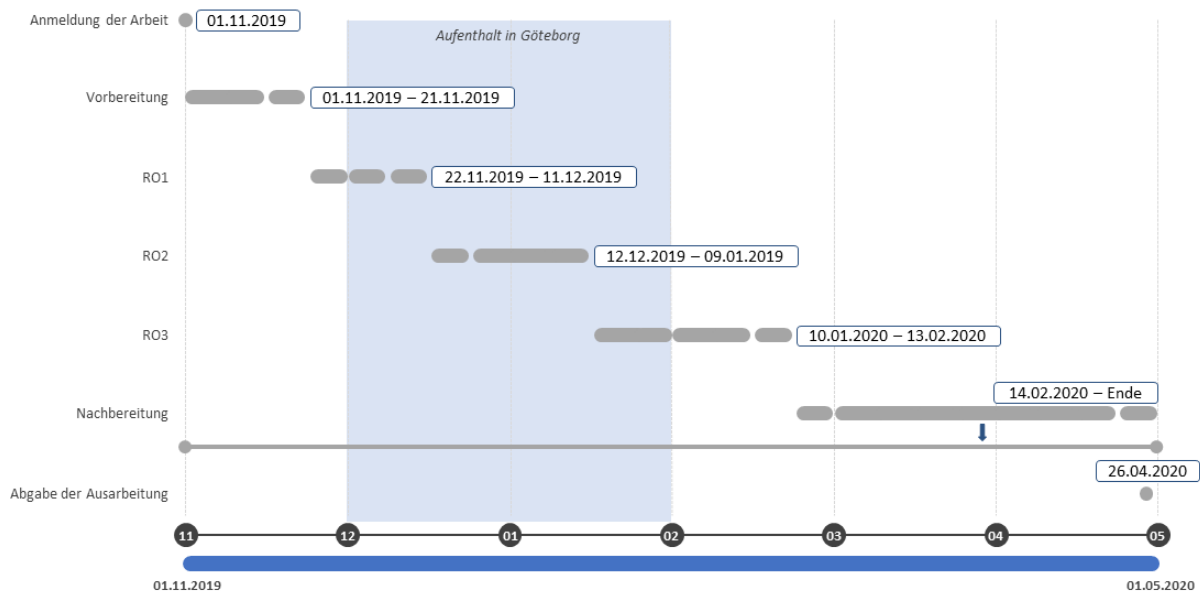 Anmeldung der Arbeit
01.11.2019
Aufenthalt in Göteborg
Vorbereitung
01.11.2019 – 21.11.2019
RO1
22.11.2019 – 11.12.2019
RO2
12.12.2019 – 09.01.2019
RO3
10.01.2020 – 13.02.2020
14.02.2020 – Ende
Nachbereitung
26.04.2020
Abgabe der Ausarbeitung
11 12 01 02 03 04 05
01.11.2019 01.05.2020